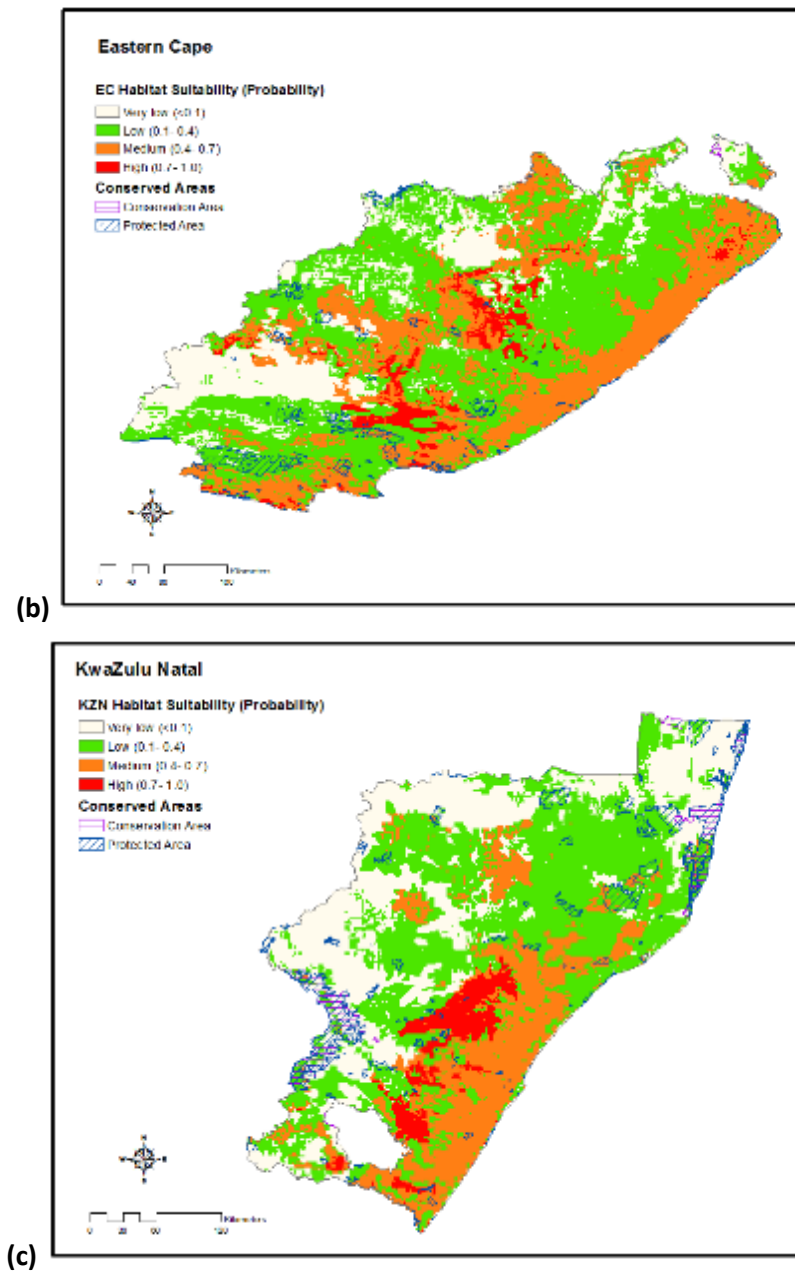 Eastern Cape
EC Habitat Suitability (Probability)
Very low (<0.1)
Low (0.1- 0.4)
Medium (0.4- 0.7)
High (0.7- 1.0)
Conserved Areas
Conservation Area
Protected Area
Kilometers
0
(b)
KwaZulu Natal
KZN Habitat Suitability (Probability)
Very low (<0.1)
Low (0.1- 0.4)
Medium (0.4- 0.7)
High (0.7- 1.0)
Conserved Areas
Conservation Area
Protected Area
Kilometers
0
(c)